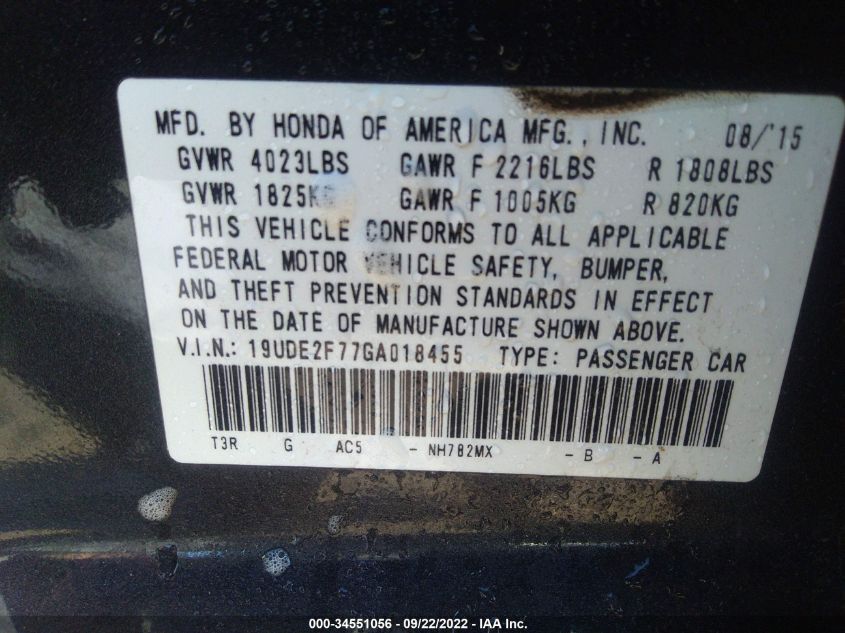 MFD. BY HONDA OF AMERICA MFG., INC. 08/'15
GVWR 4023LBS GAWR F 2216LBS R 1808LBS
GVWR 1825KG GAWR F 1005KG R 820KG
THIS VEHICLE CONFORMS TO ALL APPLICABLE
FEDERAL MOTOR VEHICLE SAFETY, BUMPER,
AND THEFT PREVENTION STANDARDS IN EFFECT
ON THE DATE OF MANUFACTURE SHOWN ABOVE.
V.I.N.: 19UDE2F77GA018455 TYPE: PASSENGER CAR
T3R G AC5 - NH782MX - B - A
000-34551056 - 09/22/2022 - IAA Inc.